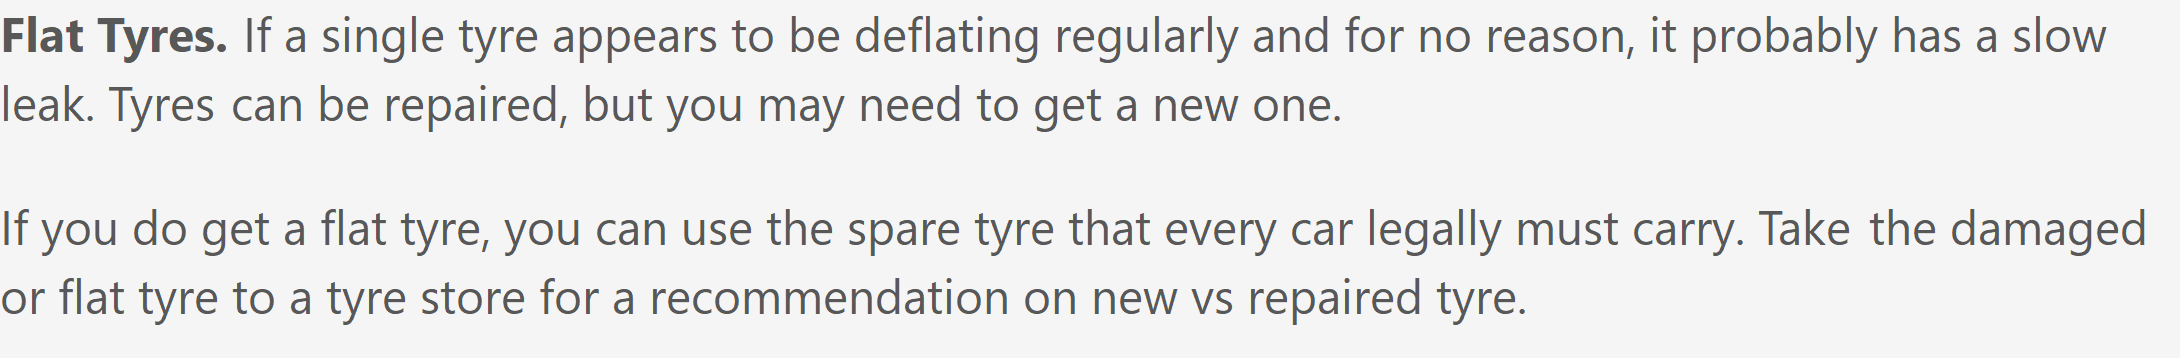 Flat Tyres. If a single tyre appears to be deflating regularly and for no reason, it probably has a slow
leak. Tyres can be repaired, but you may need to get a new one.
If you do get a flat tyre, you can use the spare tyre that every car legally must carry. Take the damaged
or flat tyre to a tyre store for a recommendation on new vs repaired tyre.